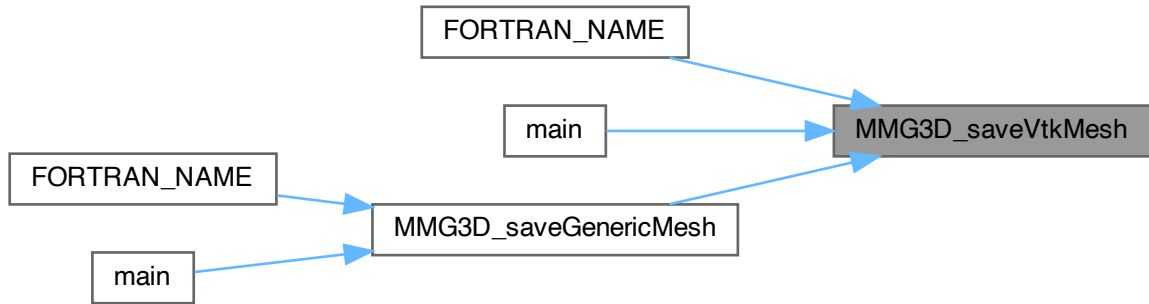 FORTRAN_NAME
main
MMG3D_saveVtkMesh
FORTRAN_NAME
MMG3D_saveGenericMesh
main